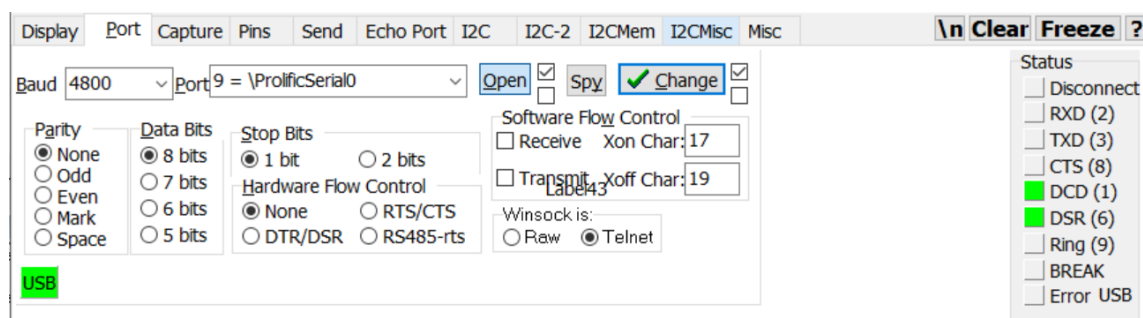 Display Port Capture Pins Send Echo Port I2C I2C-2 I2CMem I2CMisc Misc \n Clear Freeze ?
Baud 4800 Port 9 = \ProlificSerial0 Open Spy Change
Parity
None
Odd
Even
Mark
Space
Data Bits
8 bits
7 bits
6 bits
5 bits
Stop Bits
1 bit 2 bits
Hardware Flow Control
None RTS/CTS
DTR/DSR RS485-rts
Software Flow Control
Receive Xon Char: 17
Transmit Xoff Char: 19
Label43
Winsock is:
Raw Telnet
USB
Status
Disconnect
RXD (2)
TXD (3)
CTS (8)
DCD (1)
DSR (6)
Ring (9)
BREAK
Error USB